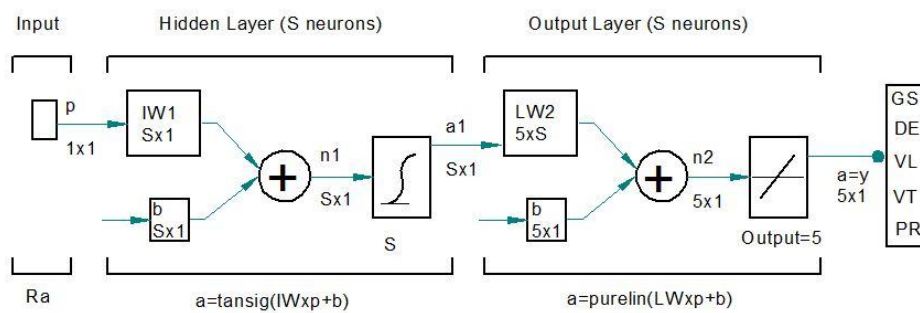 Input
Hidden Layer (S neurons)
Output Layer (S neurons)
p
1x1
IW1
Sx1
b
Sx1
+
n1
Sx1
S
a1
Sx1
LW2
5xS
b
5x1
+
n2
5x1
Output=5
a=y
5x1
GS
DE
VL
VT
PR
Ra
a=tansig(IWxp+b)
a=purelin(LWxp+b)